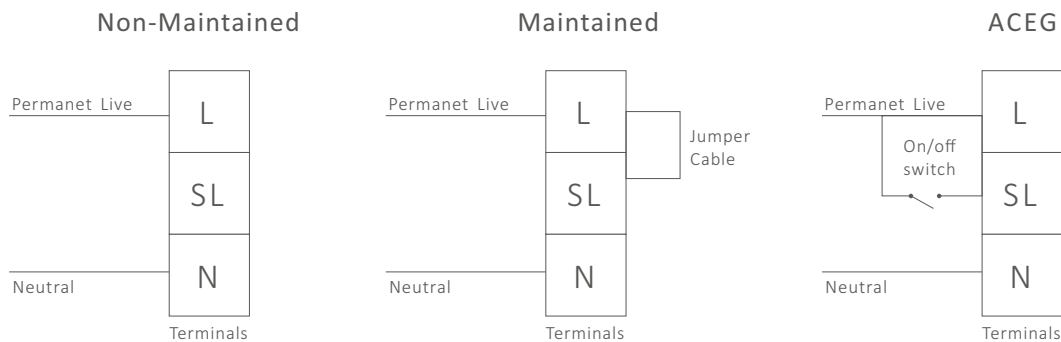 Non-Maintained
Permanet Live
L
SL
N
Neutral
Terminals
Maintained
Permanet Live
L
SL
N
Jumper
Cable
Neutral
Terminals
ACEG
Permanet Live
On/off
switch
L
SL
N
Neutral
Terminals